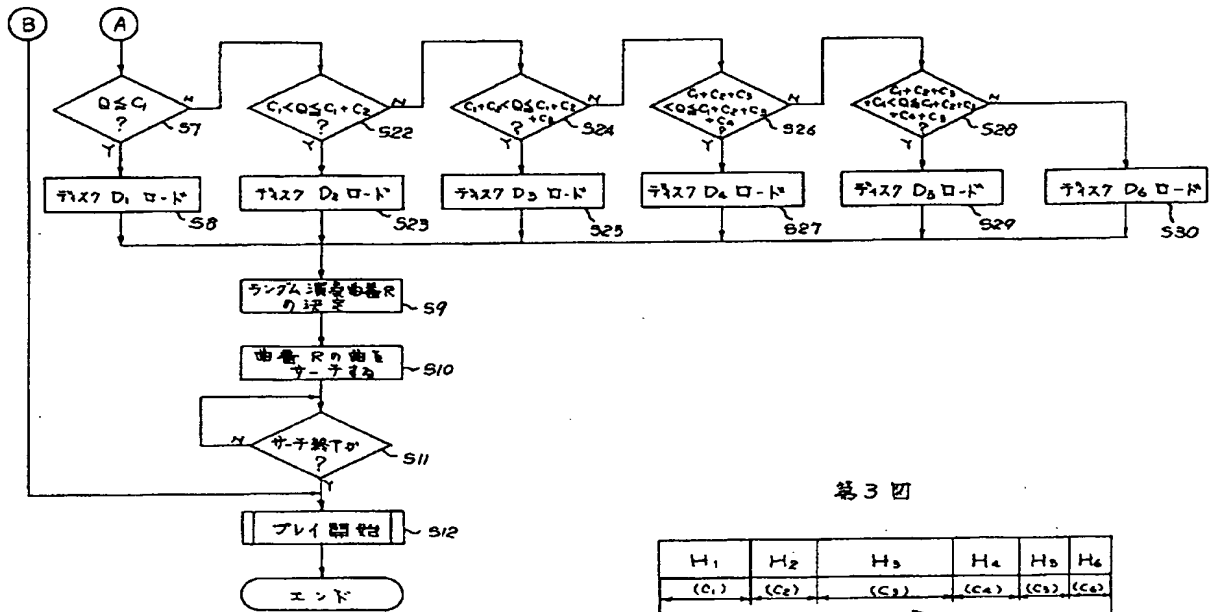 B
A
Q≦C₁
?
N
Y
S7
C₁<Q≦C₁+C₂
?
N
Y
S22
C₁+C₂<Q≦C₁+C₂
+C₃
?
N
Y
S24
C₁+C₂+C₃
<Q≦C₁+C₂+C₃
+C₄
?
N
Y
S26
C₁+C₂+C₃
+C₄<Q≦C₁+C₂+C₃
+C₄+C₅
?
N
Y
S28
ディスク D₁ ロード
S8
ディスク D₂ ロード
S23
ディスク D₃ ロード
S25
ディスク D₄ ロード
S27
ディスク D₅ ロード
S29
ディスク D₆ ロード
S30
ランダム演奏曲番R
の決定
S9
曲番 R の曲を
サーチする
S10
サーチ終了か
?
N
Y
S11
プレイ開始
S12
エンド
第3図
H₁ H₂ H₃ H₄ H₅ H₆
(C₁) (C₂) (C₃) (C₄) (C₅) (C₆)